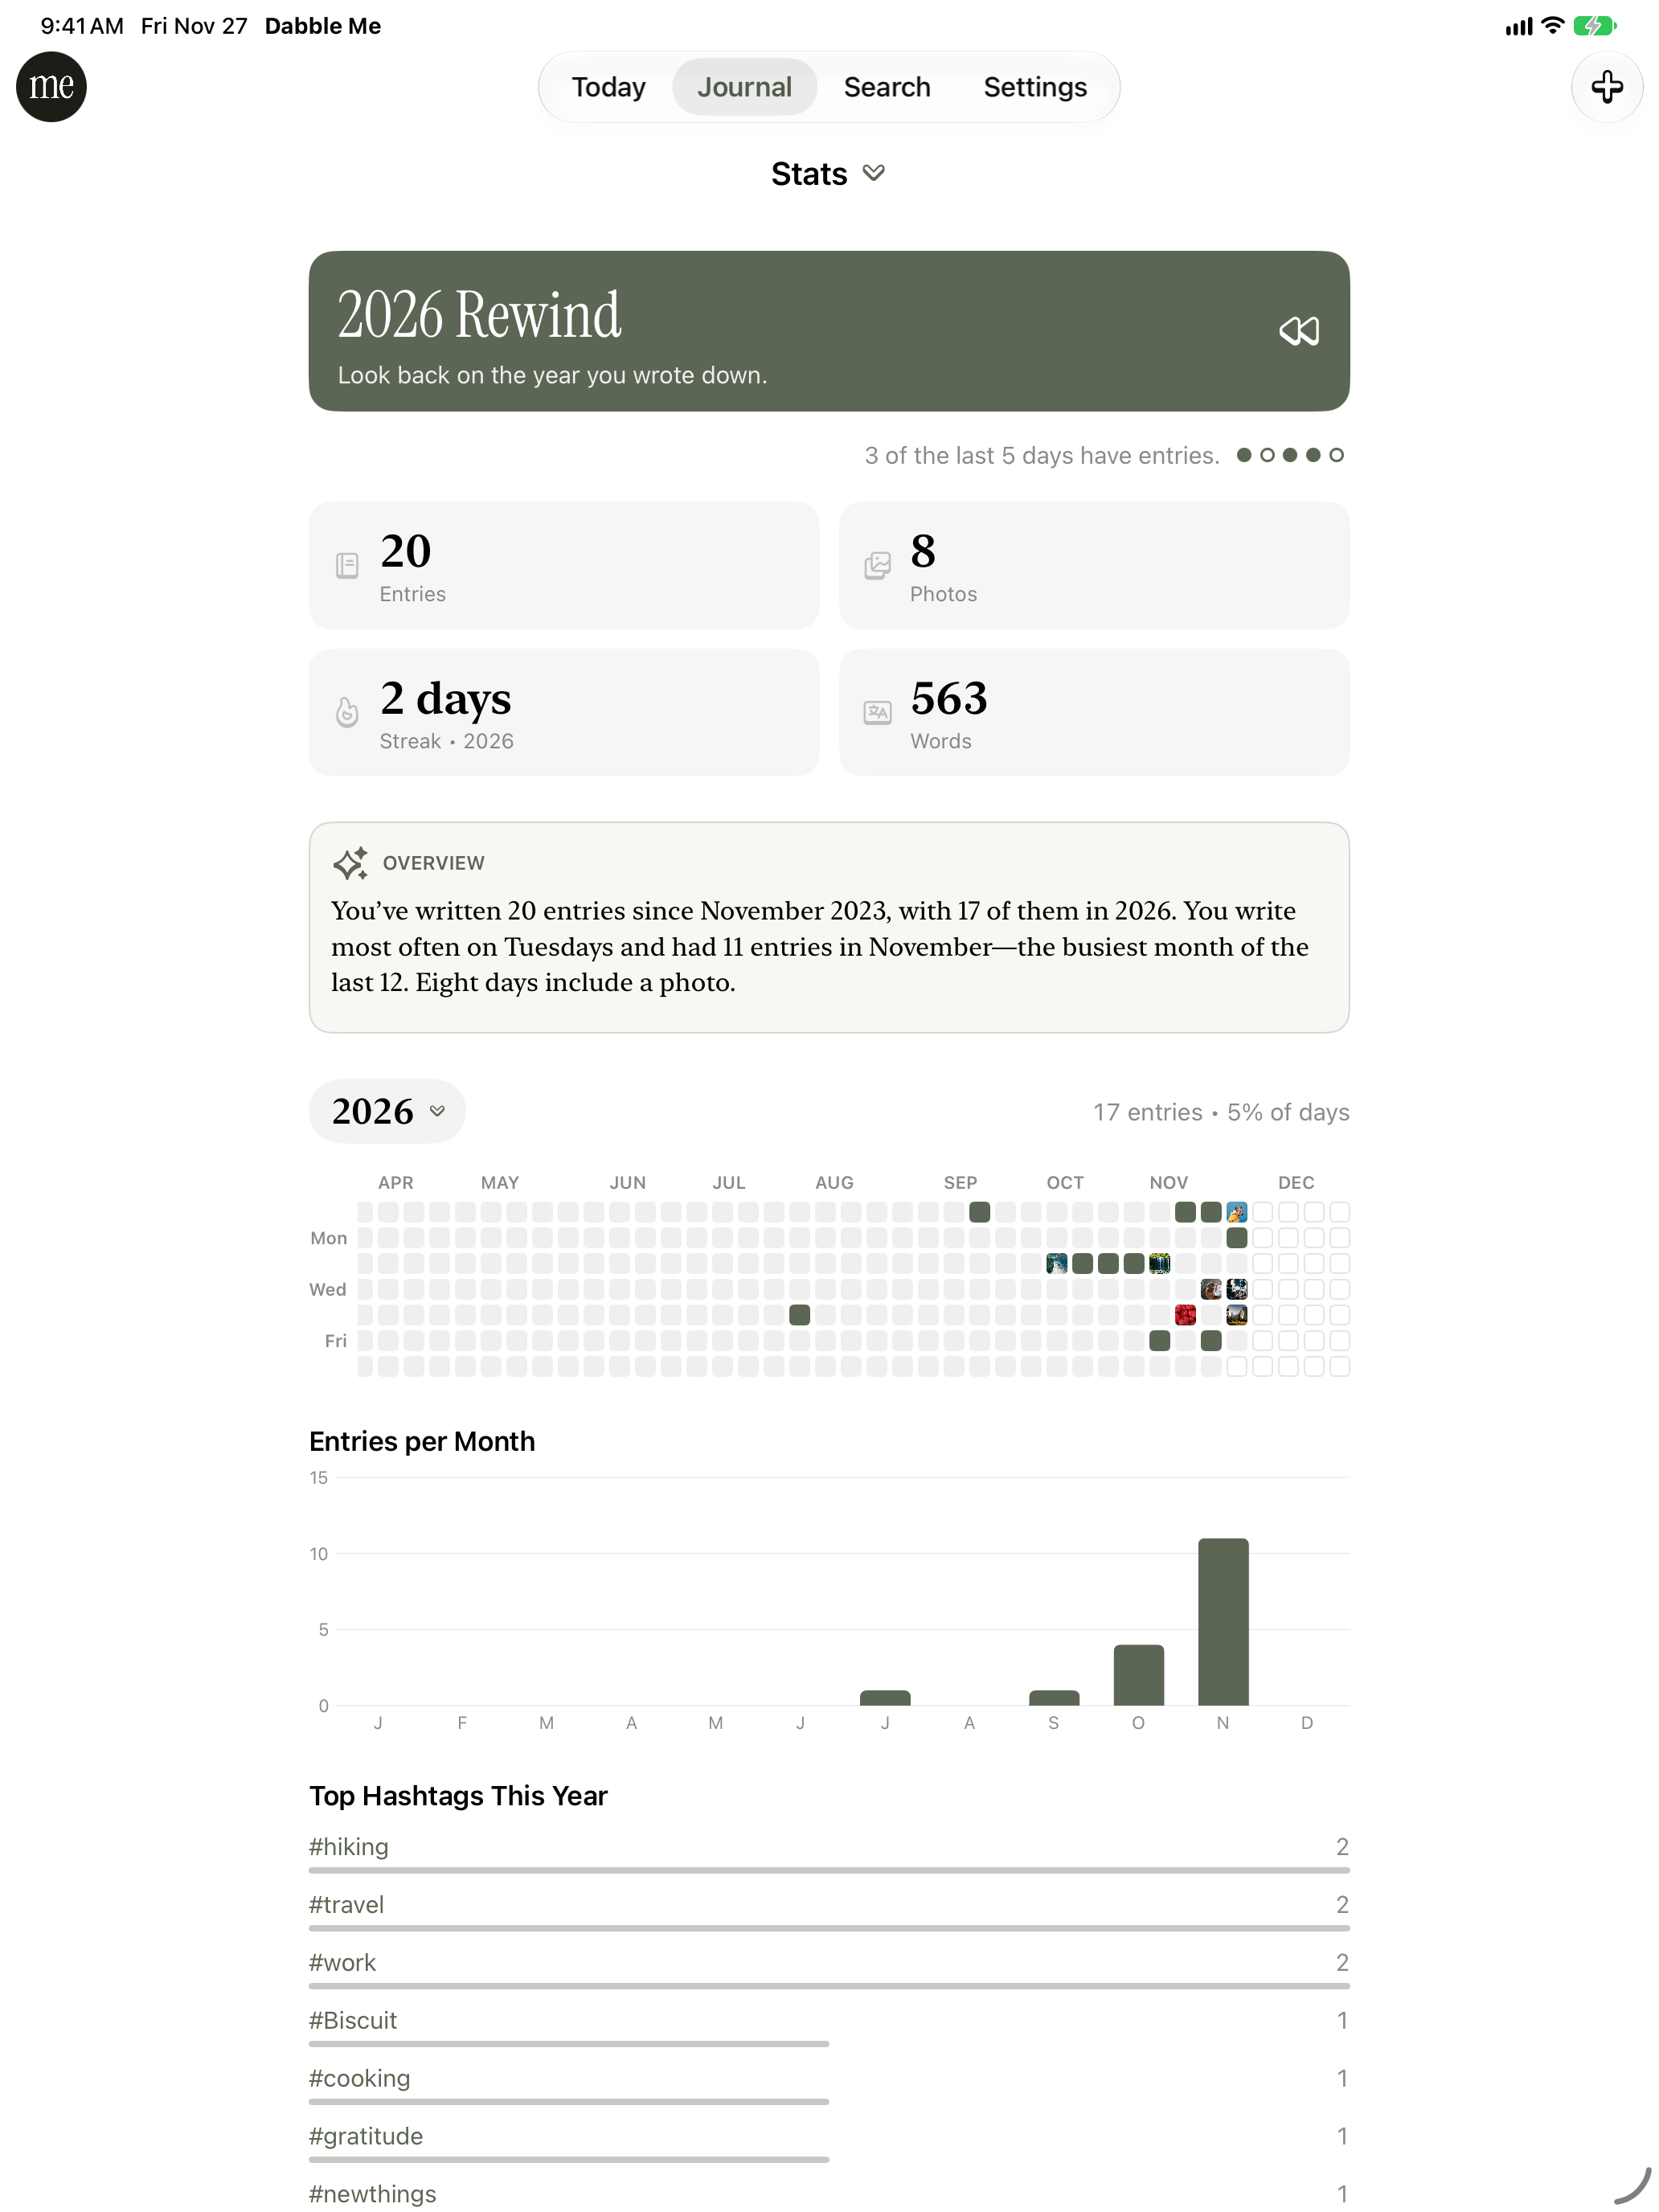 9:41 AM Fri Nov 27 Dabble Me
me
Today Journal Search Settings
Stats
2026 Rewind
Look back on the year you wrote down.
3 of the last 5 days have entries.
20
Entries
8
Photos
2 days
Streak • 2026
563
Words
OVERVIEW
You’ve written 20 entries since November 2023, with 17 of them in 2026. You write
most often on Tuesdays and had 11 entries in November—the busiest month of the
last 12. Eight days include a photo.
2026
17 entries • 5% of days
APR MAY JUN JUL AUG SEP OCT NOV DEC
Mon
Wed
Fri
Entries per Month
15
10
5
0
J F M A M J J A S O N D
Top Hashtags This Year
#hiking 2
#travel 2
#work 2
#Biscuit 1
#cooking 1
#gratitude 1
#newthings 1